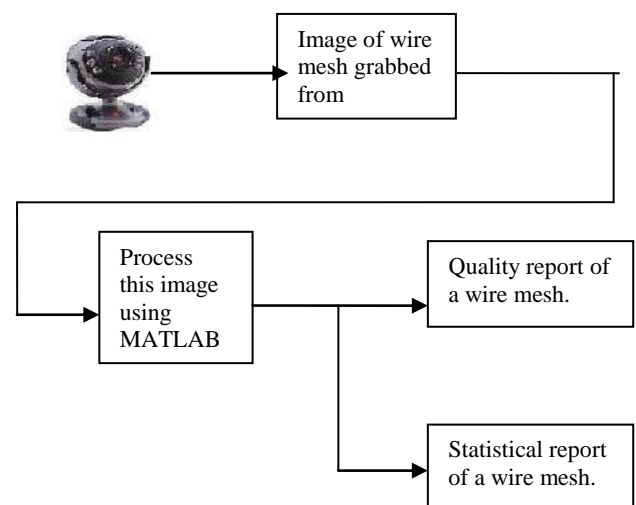 Image of wire
mesh grabbed
from
Process
this image
using
MATLAB
Quality report of
a wire mesh.
Statistical report
of a wire mesh.